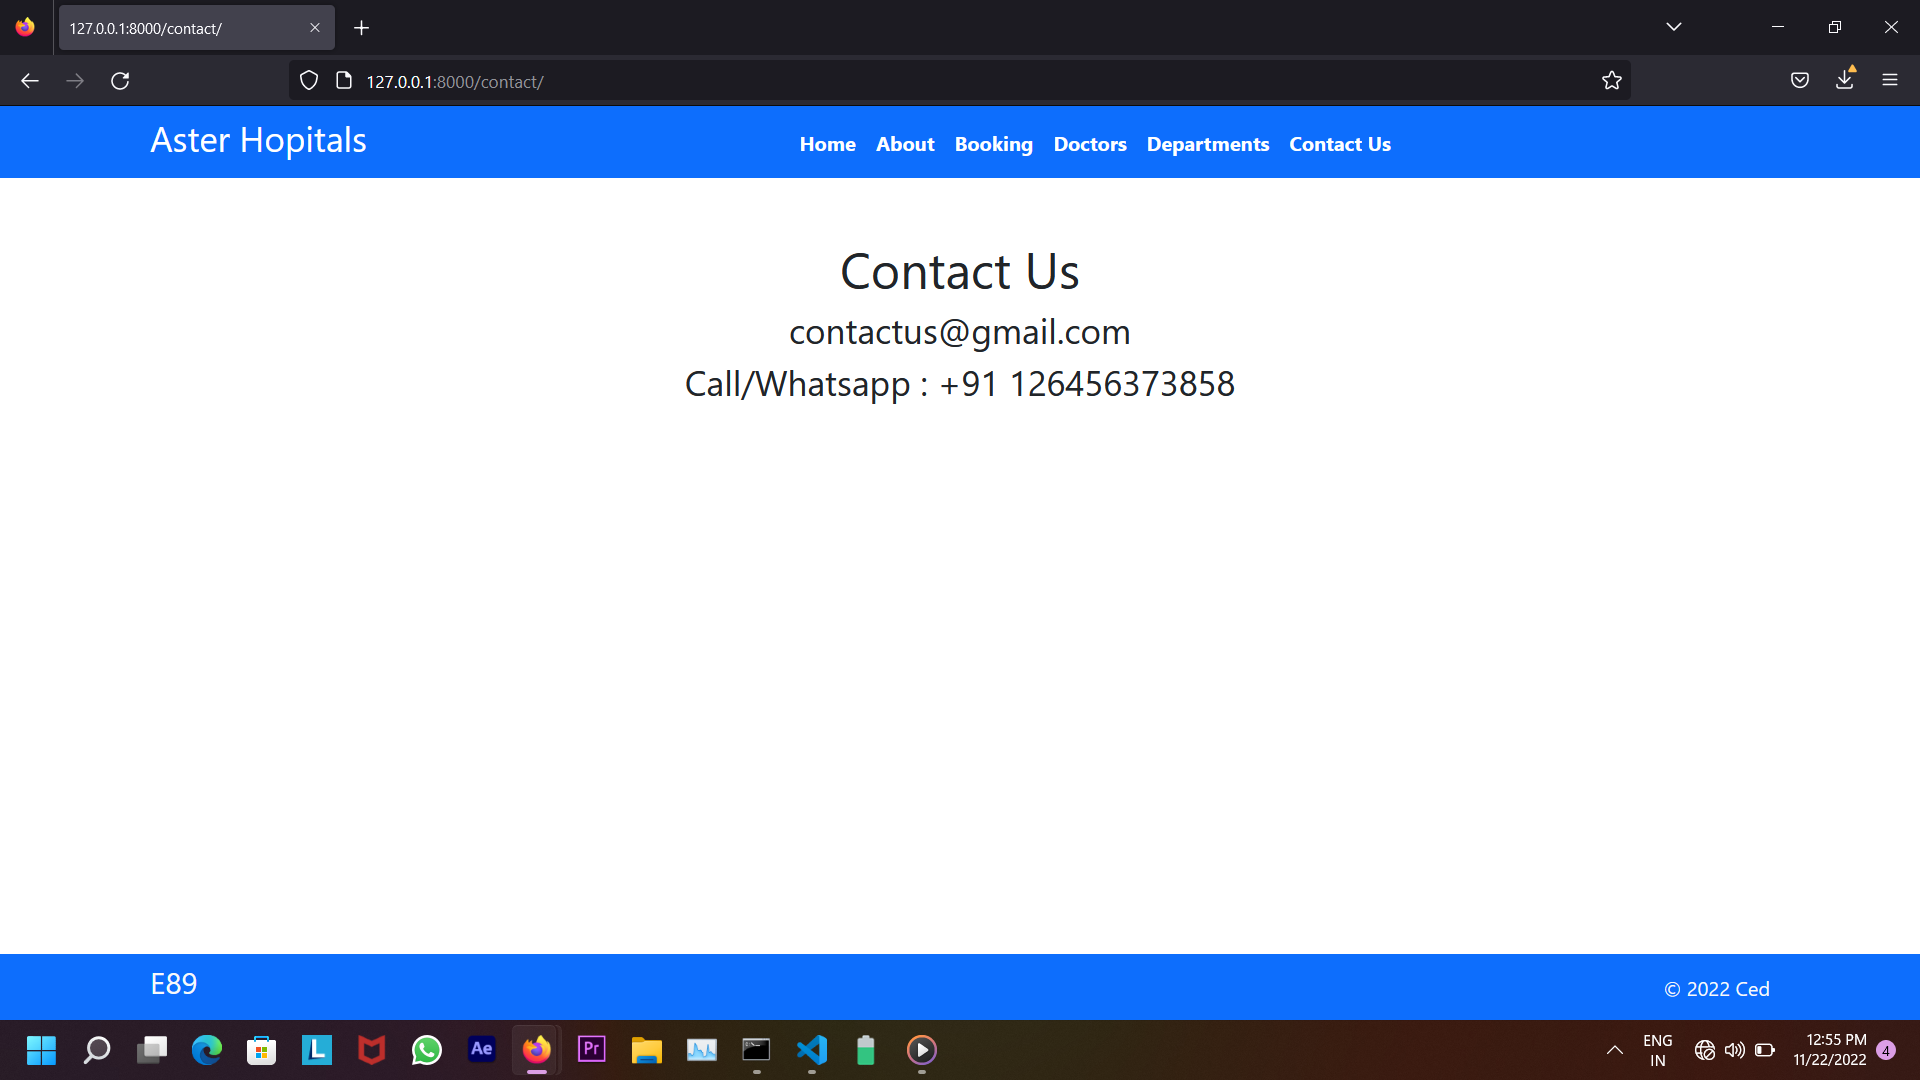 127.0.0.1:8000/contact/
127.0.0.1:8000/contact/
Aster Hopitals
Home About Booking Doctors Departments Contact Us
Contact Us
contactus@gmail.com
Call/Whatsapp : +91 126456373858
E89
© 2022 Ced
L
Ae
Pr
ENG
IN
12:55 PM
11/22/2022
4